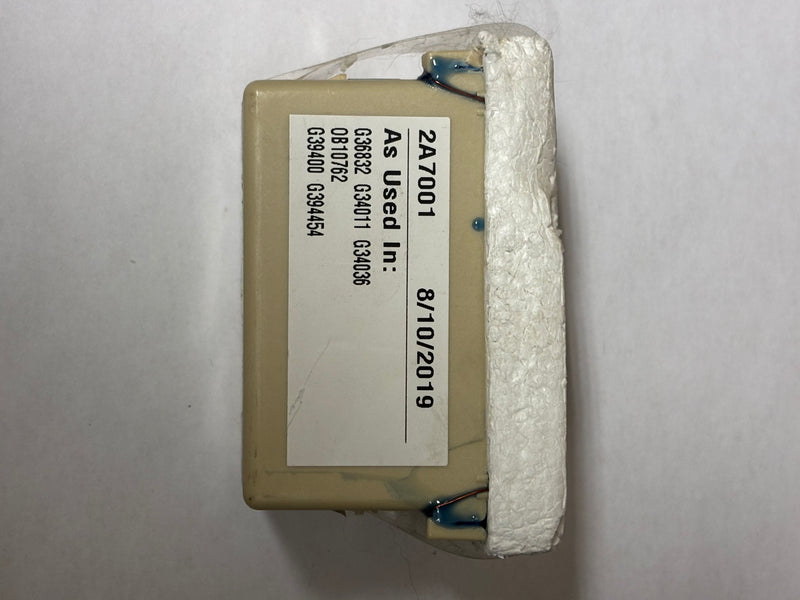 2A7001 8/10/2019
As Used In:
G36832 G34011 G34036
OB10762
G39400 G394454